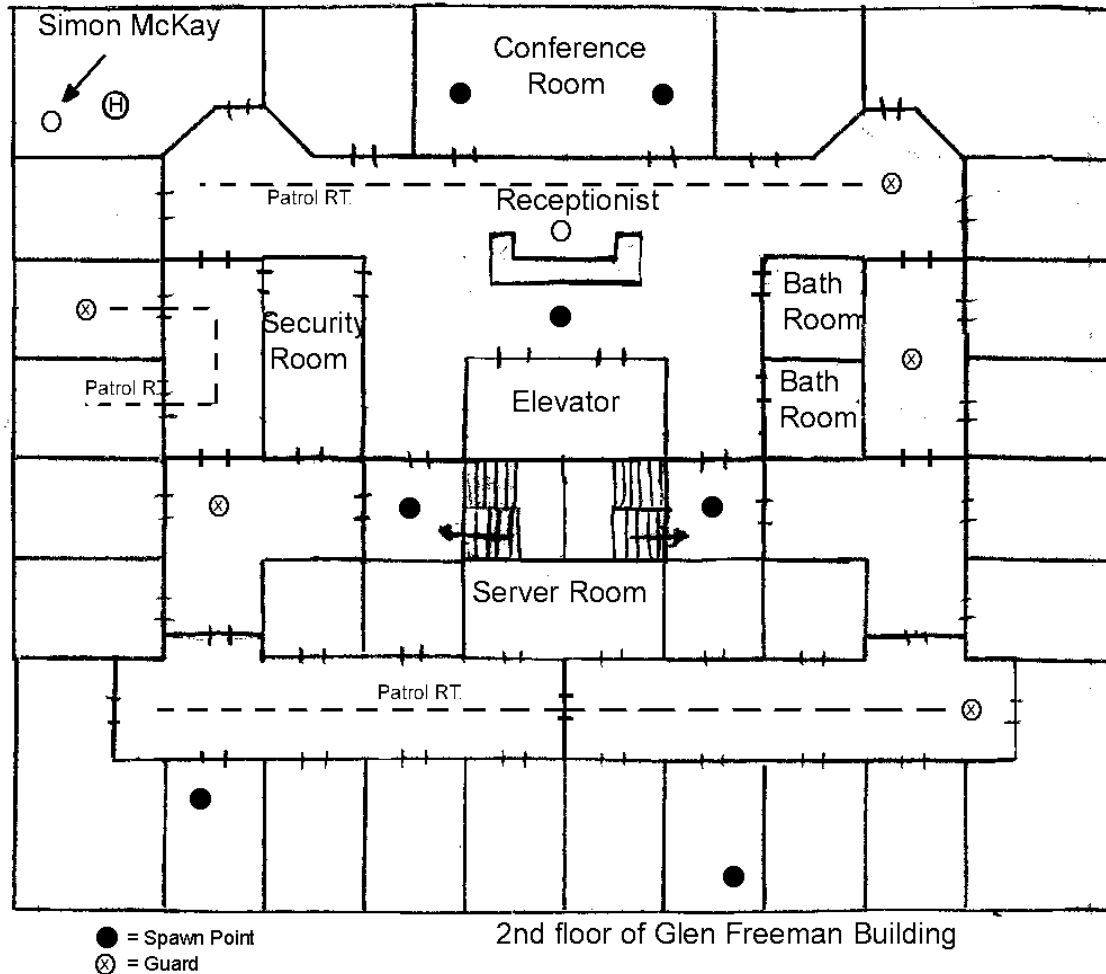 Simon McKay
H
Conference
Room
Patrol RT.
Receptionist
X
Bath
Room
X
Security
Room
Patrol RT.
Elevator
X
Bath
Room
X
Server Room
Patrol RT.
X
= Spawn Point
X = Guard
2nd floor of Glen Freeman Building